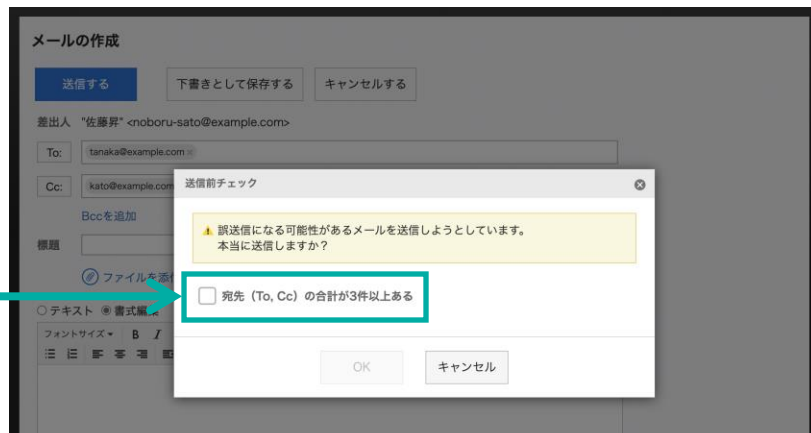 メールの作成
送信する 下書きとして保存する キャンセルする
差出人 "佐藤昇" <noboru-sato@example.com>
To: tanaka@example.com ×
Cc: kato@example.com
送信前チェック
Bccを追加
誤送信になる可能性があるメールを送信しようとしています。
本当に送信しますか？
標題
ファイルを添
宛先（To, Cc）の合計が3件以上ある
テキスト 書式編
フォントサイズ B I
OK キャンセル